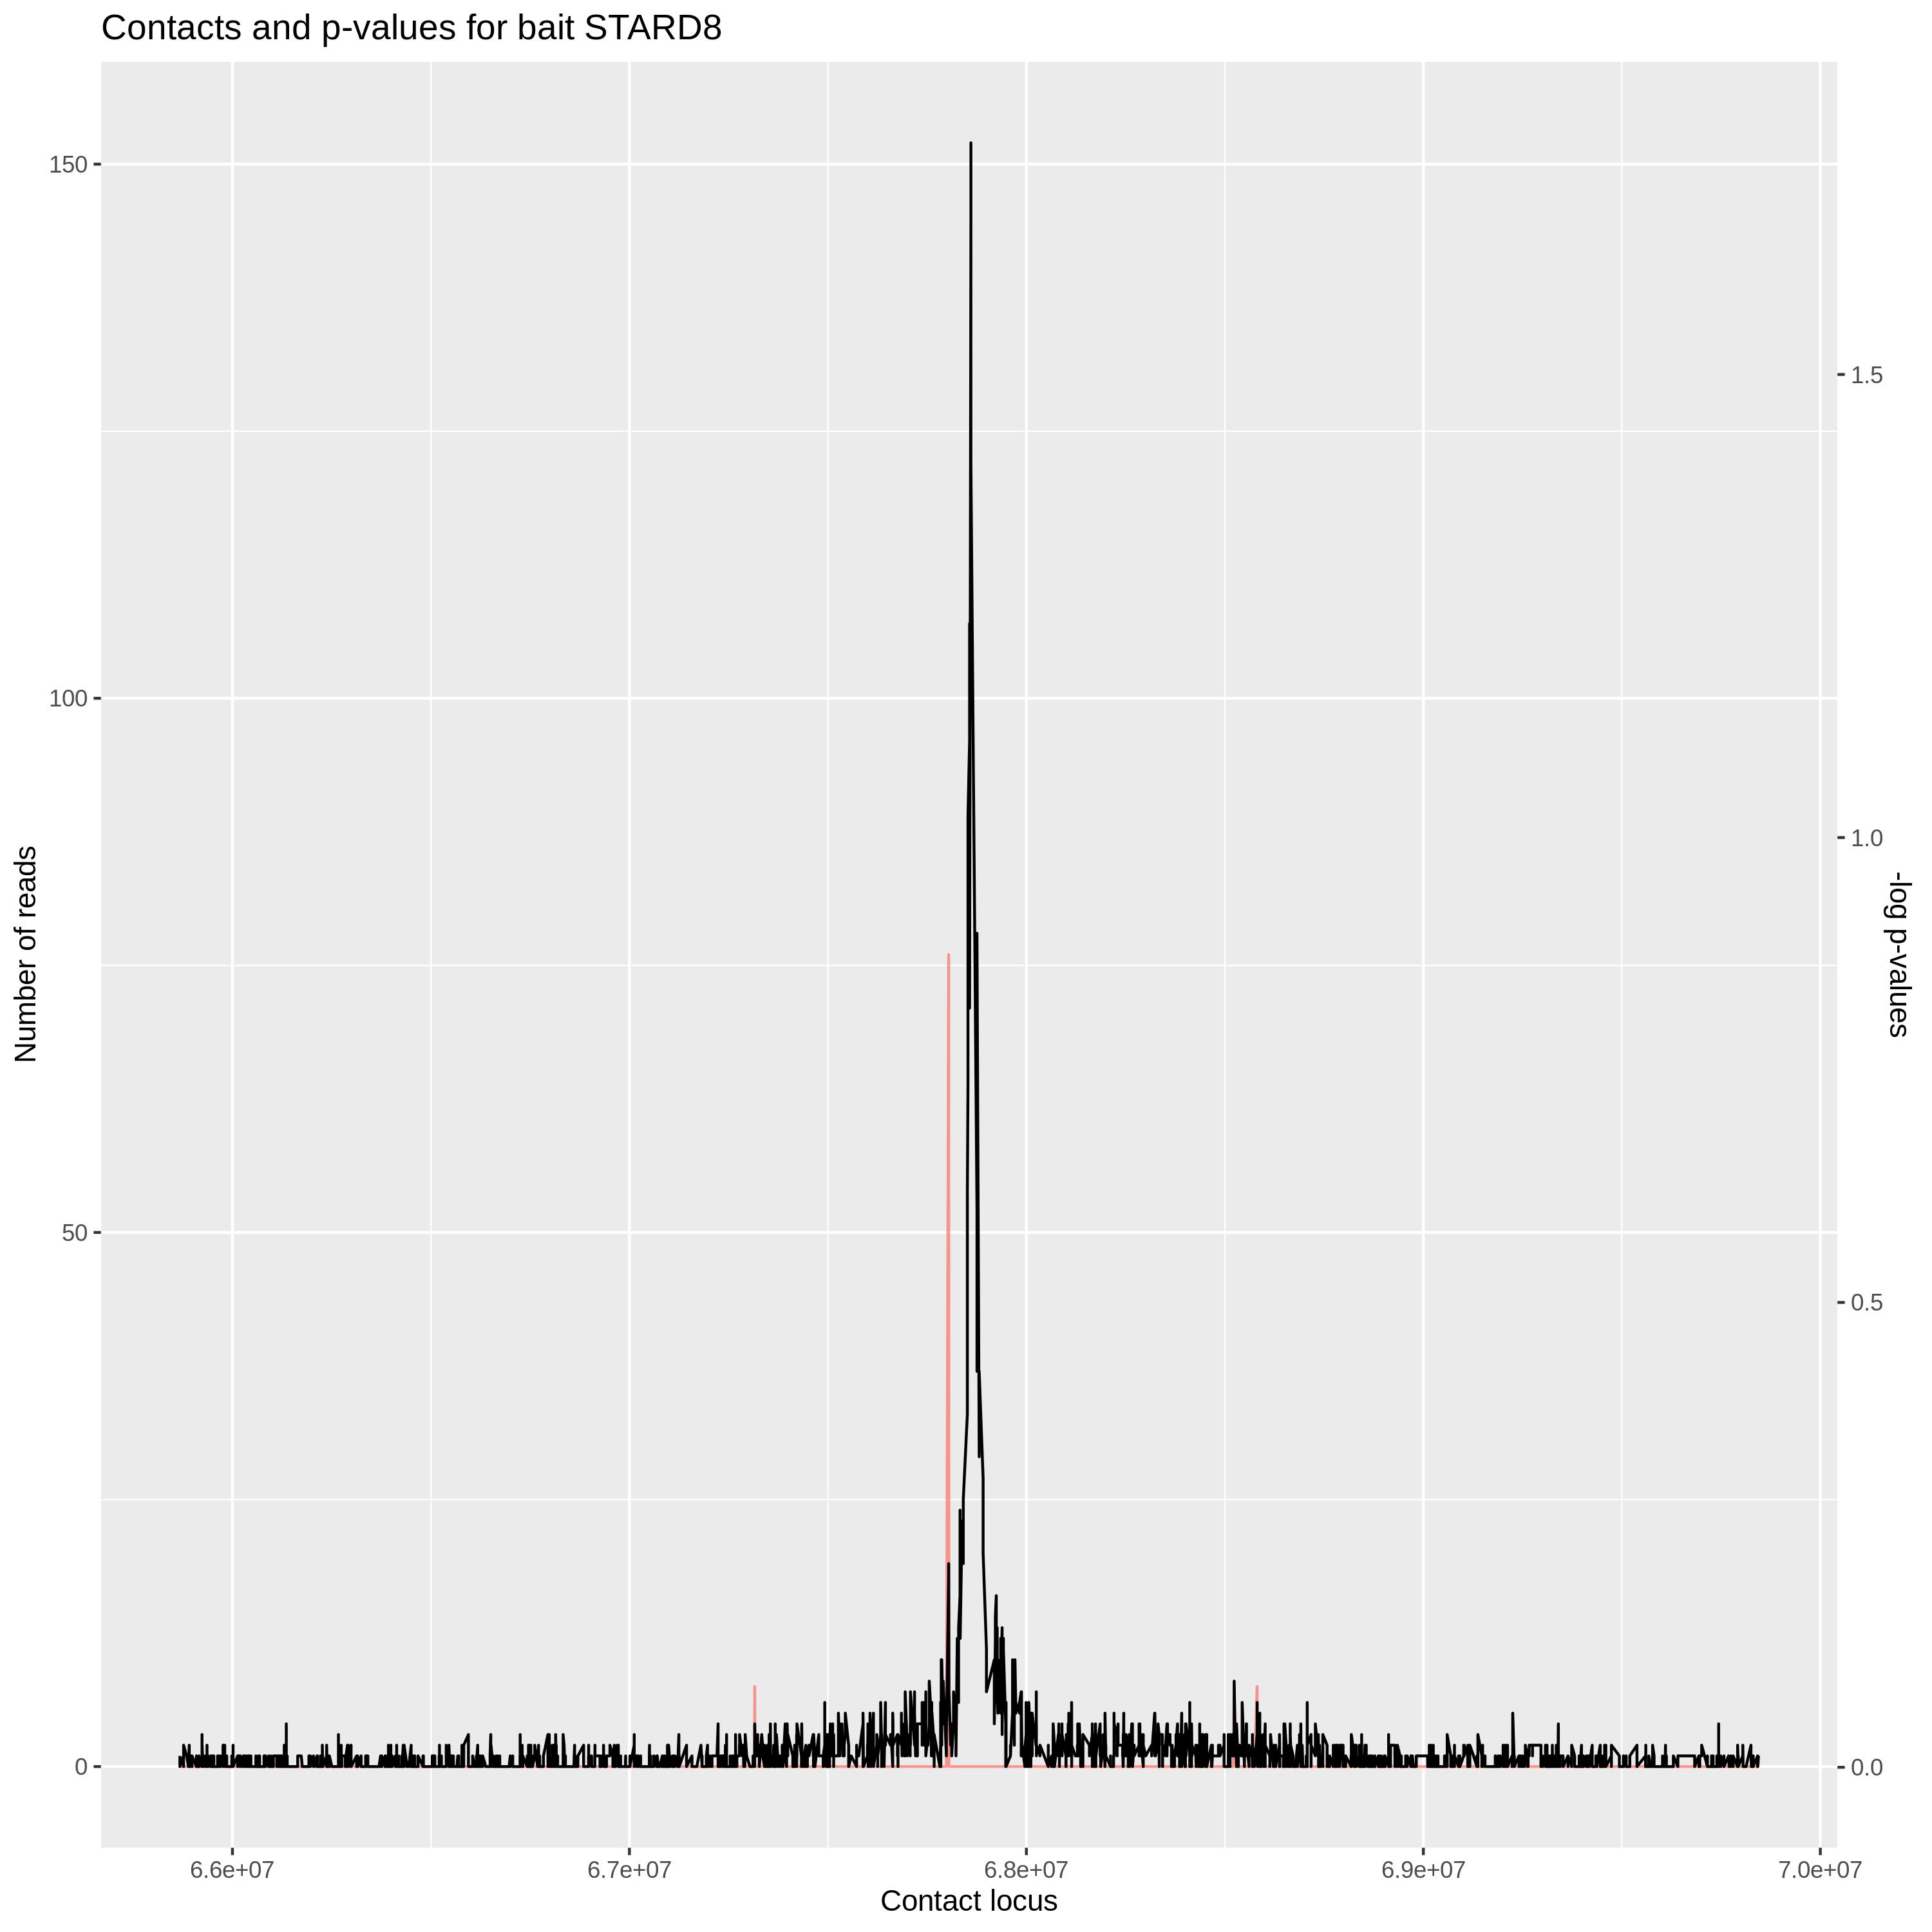 Contacts and p-values for bait STARD8
150
100
50
0
Number of reads
1.5
1.0
0.5
0.0
-log p-values
6.6e+07 6.7e+07 6.8e+07 6.9e+07 7.0e+07
Contact locus